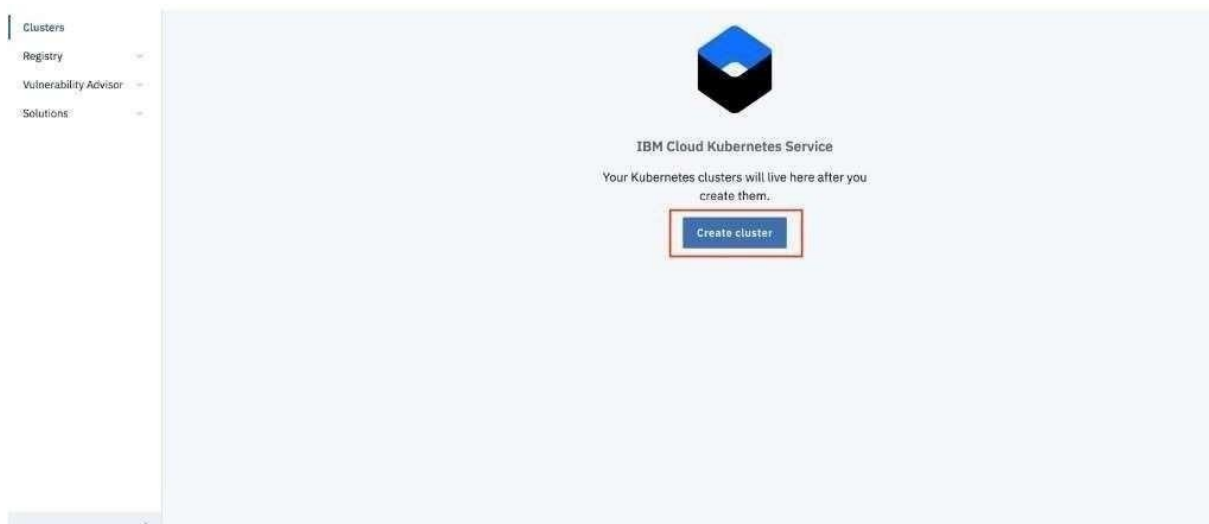 Clusters
Registry
Vulnerability Advisor
Solutions
IBM Cloud Kubernetes Service
Your Kubernetes clusters will live here after you
create them.
Create cluster